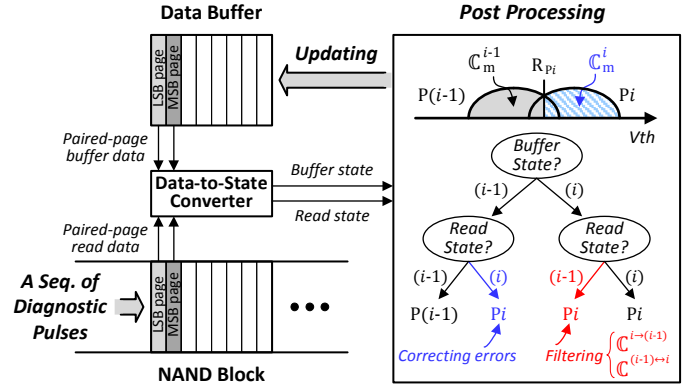 Data Buffer
LSB page
MSB page
Updating
Paired-page
buffer data
Data-to-State
Converter
Buffer state
Read state
Paired-page
read data
A Seq. of
Diagnostic
Pulses
LSB page
MSB page
NAND Block
Post Processing
ℂₘⁱ⁻¹
R_Pi
ℂₘⁱ
P(i-1)
Pi
Vth
Buffer
State?
(i-1)
(i)
Read
State?
Read
State?
(i-1)
(i)
(i-1)
(i)
P(i-1)
Pi
Pi
Pi
Correcting errors
Filtering
ℂ^{i→(i-1)}
ℂ^{(i-1)↔i}